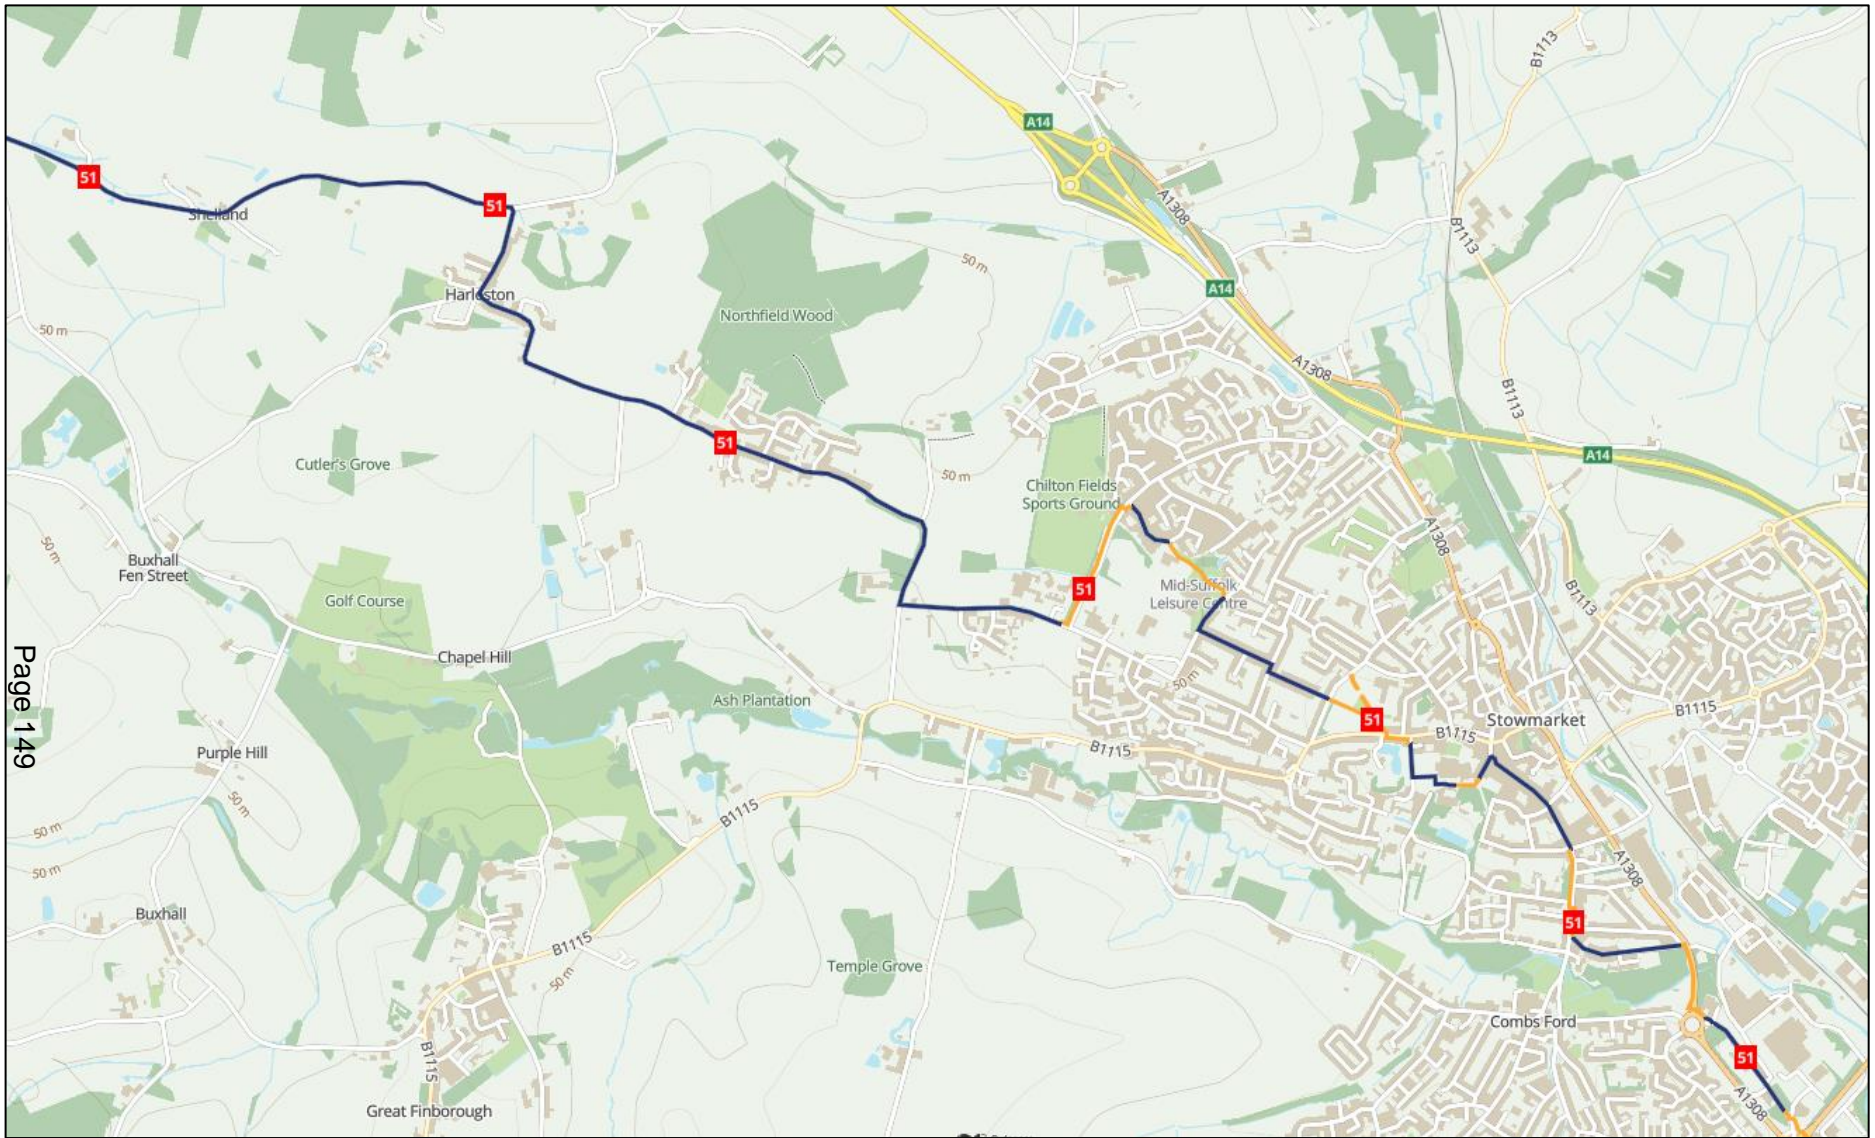 B1113
A14
51
A1308
Shelland
51
B1113
50 m
A14
Harleston
Northfield Wood
50 m
A1308
B1113
51
A14
Cutler's Grove
50 m
Chilton Fields
Sports Ground
A1308
50 m
Buxhall
Fen Street
Golf Course
51
Mid-Suffolk
Leisure Centre
B1113
Chapel Hill
50 m
Page 149
Ash Plantation
51
Stowmarket
B1115
B1115
B1115
Purple Hill
50 m
B1115
50 m
50 m
A1308
Buxhall
51
B1115
Temple Grove
50 m
Combs Ford
B1115
51
A1308
Great Finborough